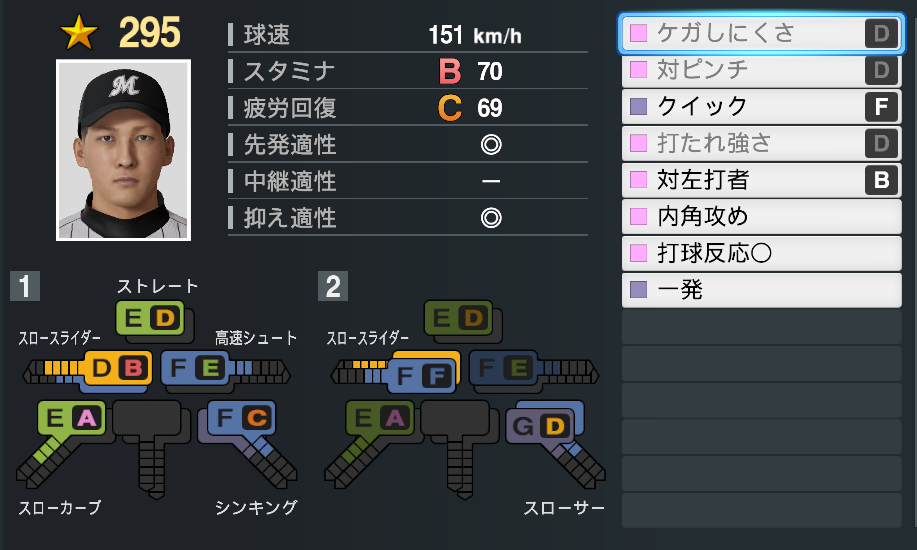 295
球速 151 km/h
スタミナ B 70
疲労回復 C 69
先発適性 ◎
中継適性 ー
抑え適性 ◎
M
ケガしにくさ D
対ピンチ D
クイック F
打たれ強さ D
対左打者 B
内角攻め
打球反応〇
一発
1
ストレート
E D
スロースライダー
高速シュート
D B
F E
E A
F C
スローカーブ
シンキング
2
E D
スロースライダー
F F
F E
E A
G D
スローサー